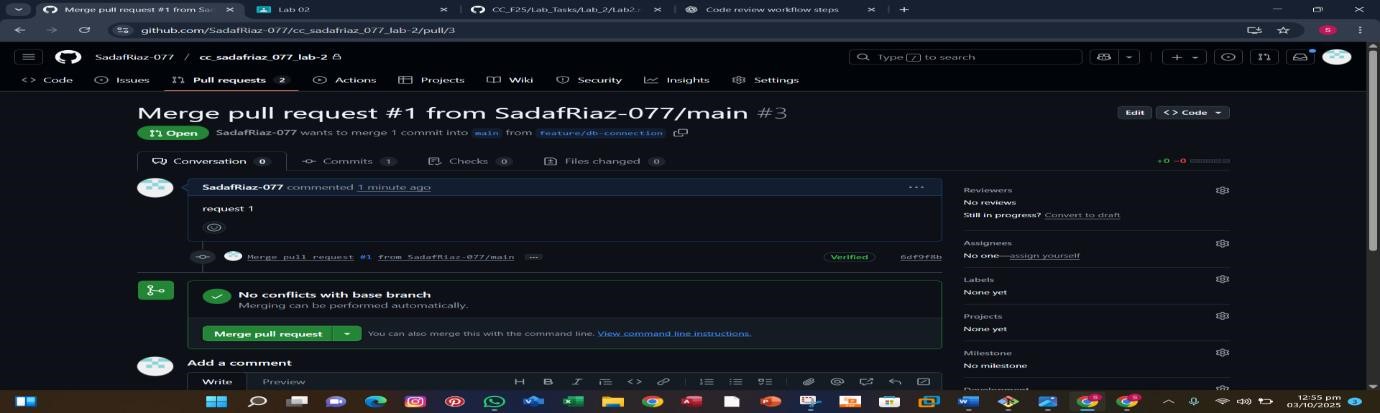 Merge pull request #1 from Sa
Lab 02
CC_F25/Lab_Tasks/Lab_2/Lab2.r
Code review workflow steps
github.com/SadafRiaz-077/cc_sadafriaz_077_lab-2/pull/3
S
SadafRiaz-077 / cc_sadafriaz_077_lab-2
Type / to search
Code
Issues
Pull requests 2
Actions
Projects
Wiki
Security
Insights
Settings
Merge pull request #1 from SadafRiaz-077/main #3
Edit
<> Code
Open
SadafRiaz-077 wants to merge 1 commit into main from feature/db-connection
Conversation 0
Commits 1
Checks 0
Files changed 0
+0 −0
SadafRiaz-077 commented 1 minute ago
request 1
Merge pull request #1 from SadafRiaz-077/main
Verified
6df9f8b
No conflicts with base branch
Merging can be performed automatically.
Merge pull request
You can also merge this with the command line. View command line instructions.
Add a comment
Write
Preview
Reviewers
No reviews
Still in progress? Convert to draft
Assignees
No one—assign yourself
Labels
None yet
Projects
None yet
Milestone
No milestone
Development
12:55 pm
03/10/2025